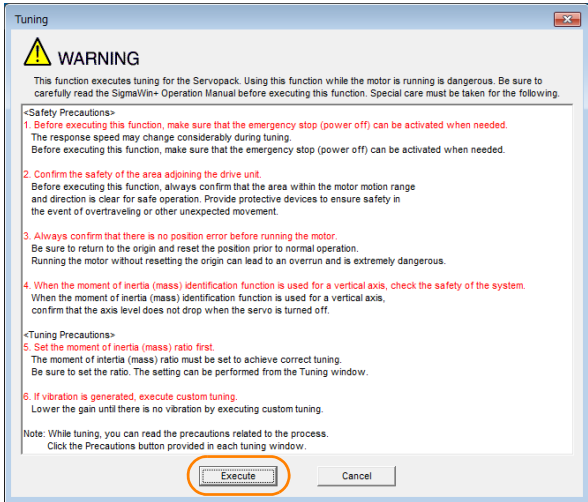 Tuning
WARNING
This function executes tuning for the Servopack. Using this function while the motor is running is dangerous. Be sure to
carefully read the SigmaWin+ Operation Manual before executing this function. Special care must be taken for the following.
<Safety Precautions>
1. Before executing this function, make sure that the emergency stop (power off) can be activated when needed.
The response speed may change considerably during tuning.
Before executing this function, make sure that the emergency stop (power off) can be activated when needed.
2. Confirm the safety of the area adjoining the drive unit.
Before executing this function, always confirm that the area within the motor motion range
and direction is clear for safe operation. Provide protective devices to ensure safety in
the event of overtraveling or other unexpected movement.
3. Always confirm that there is no position error before running the motor.
Be sure to return to the origin and reset the position prior to normal operation.
Running the motor without resetting the origin can lead to an overrun and is extremely dangerous.
4. When the moment of inertia (mass) identification function is used for a vertical axis, check the safety of the system.
When the moment of inertia (mass) identification function is used for a vertical axis,
confirm that the axis level does not drop when the servo is turned off.
<Tuning Precautions>
5. Set the moment of inertia (mass) ratio first.
The moment of intertia (mass) ratio must be set to achieve correct tuning.
Be sure to set the ratio. The setting can be performed from the Tuning window.
6. If vibration is generated, execute custom tuning.
Lower the gain until there is no vibration by executing custom tuning.
Note: While tuning, you can read the precautions related to the process.
Click the Precautions button provided in each tuning window.
Execute Cancel